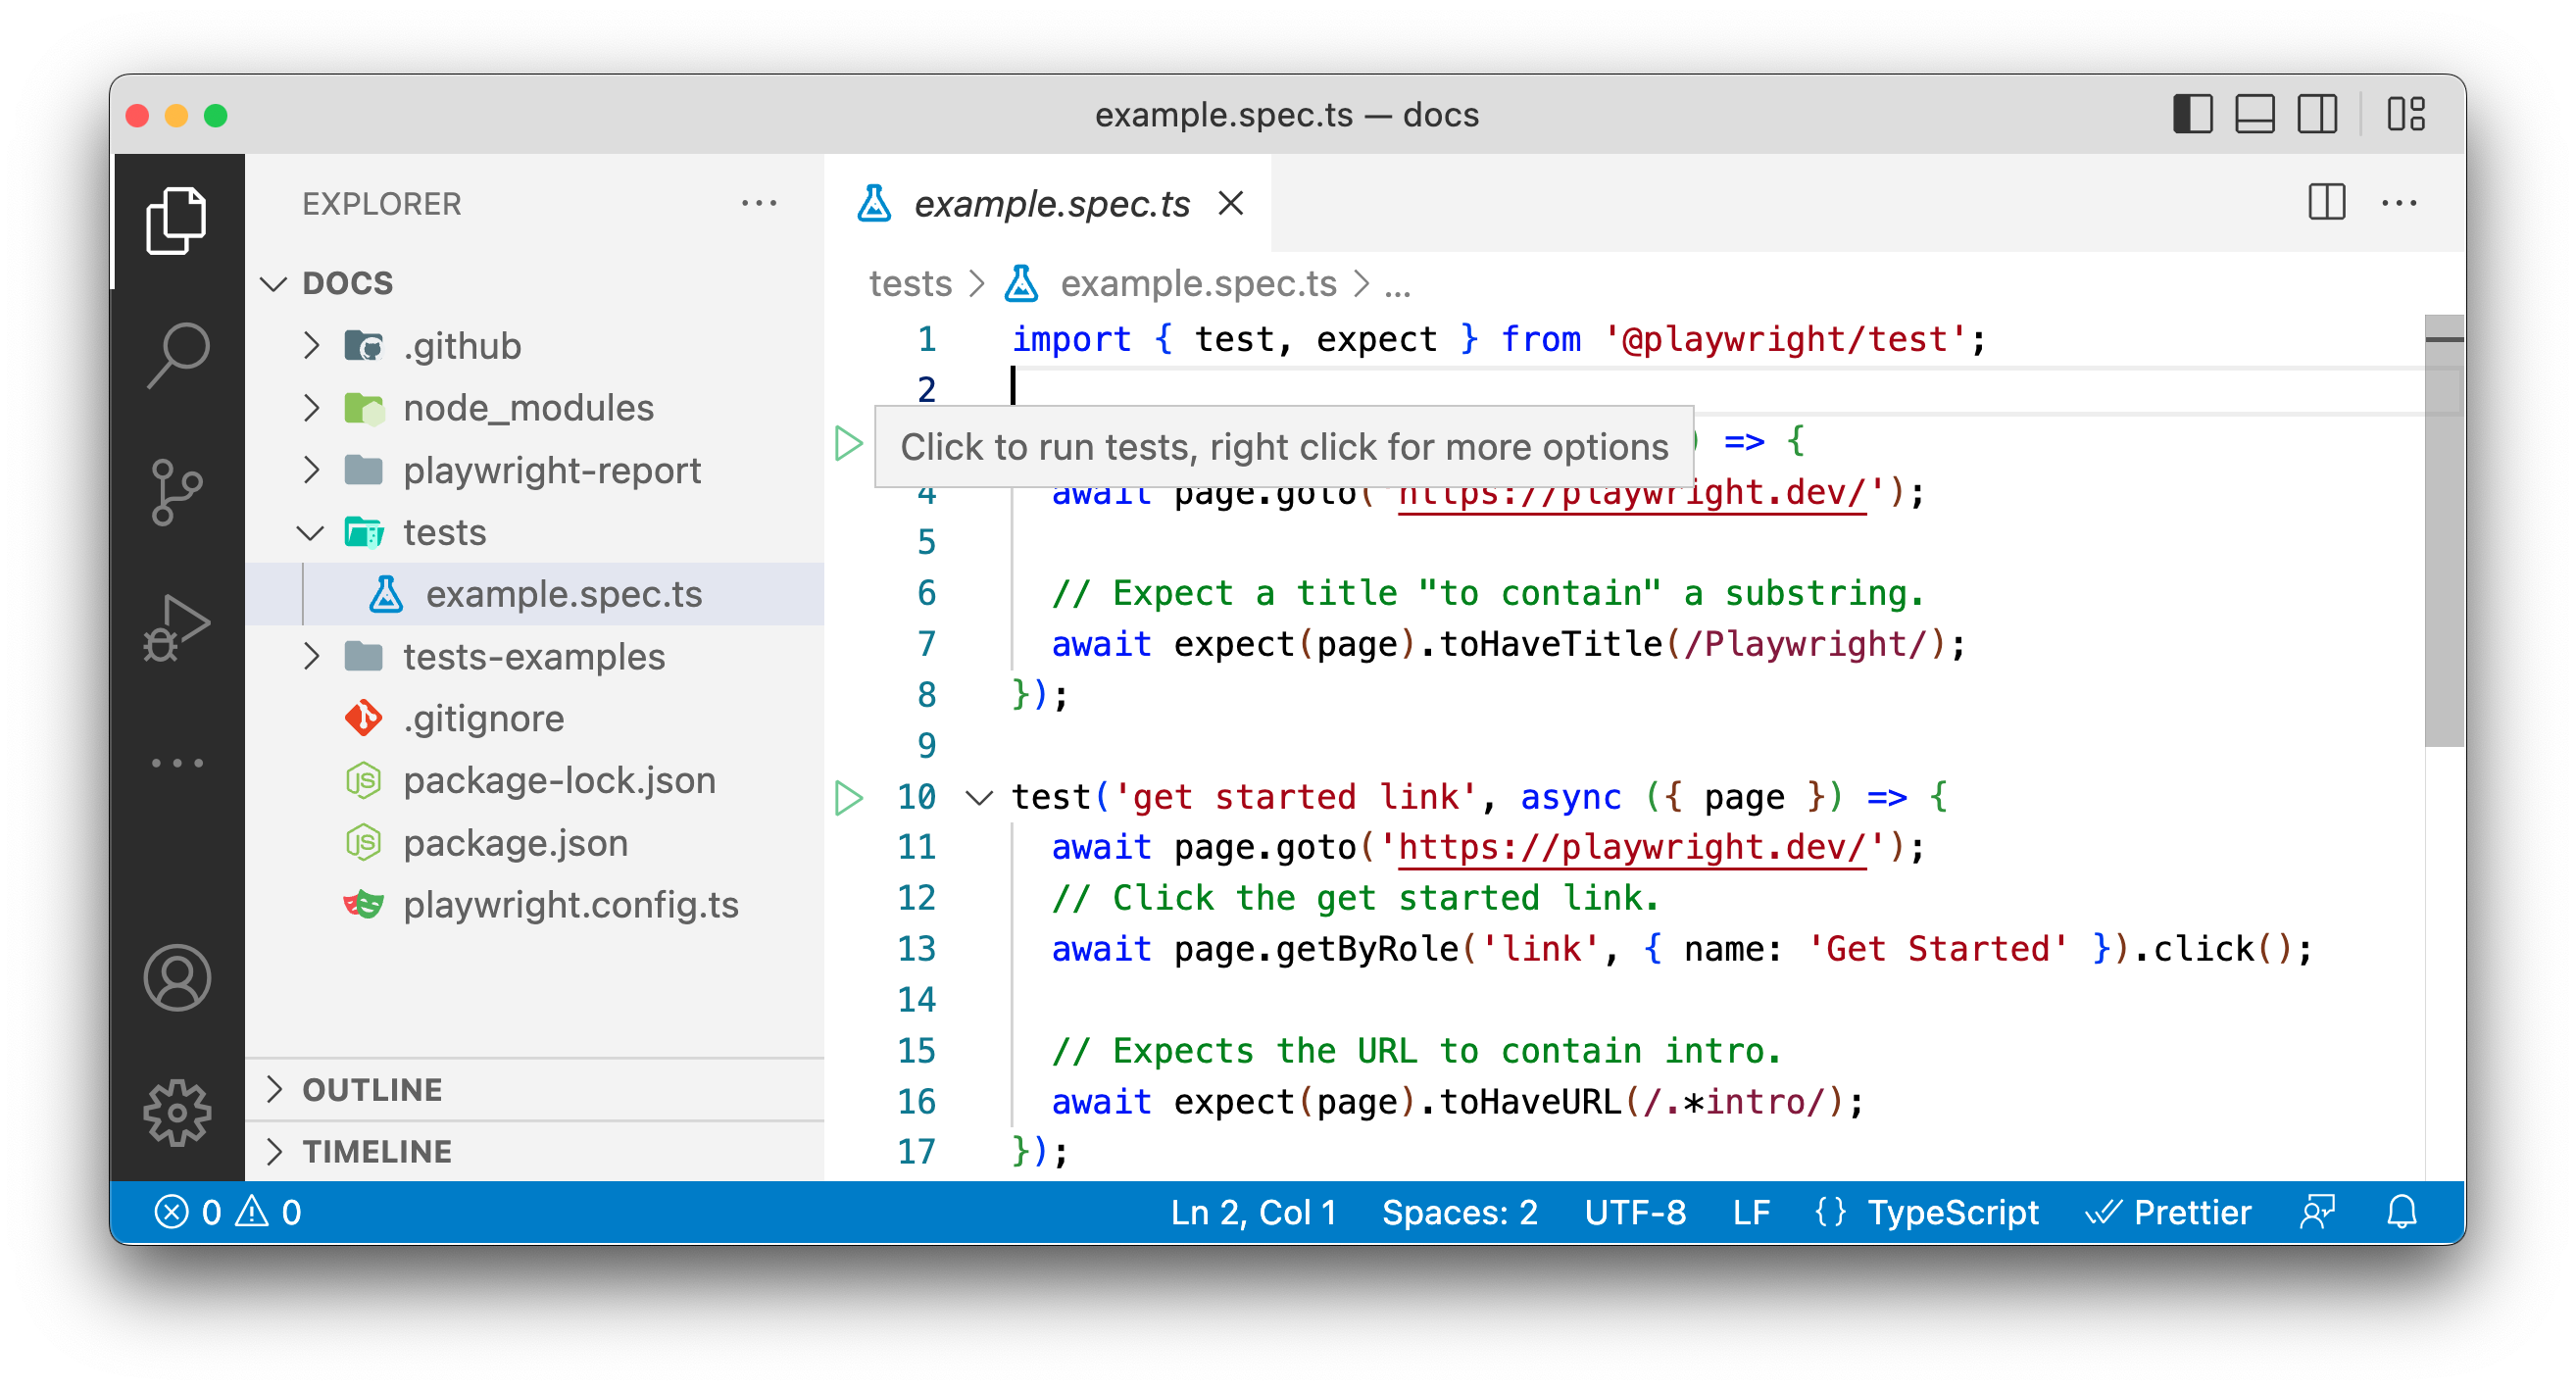 example.spec.ts — docs
EXPLORER
DOCS
.github
node_modules
playwright-report
tests
example.spec.ts
tests-examples
.gitignore
package-lock.json
package.json
playwright.config.ts
OUTLINE
TIMELINE
example.spec.ts
tests > example.spec.ts > ...
1 import { test, expect } from '@playwright/test';
2
Click to run tests, right click for more options ) => {
4 await page.goto('https://playwright.dev/');
5
6 // Expect a title "to contain" a substring.
7 await expect(page).toHaveTitle(/Playwright/);
8 });
9
10 test('get started link', async ({ page }) => {
11 await page.goto('https://playwright.dev/');
12 // Click the get started link.
13 await page.getByRole('link', { name: 'Get Started' }).click();
14
15 // Expects the URL to contain intro.
16 await expect(page).toHaveURL(/.*intro/);
17 });
0 0 Ln 2, Col 1 Spaces: 2 UTF-8 LF {} TypeScript Prettier